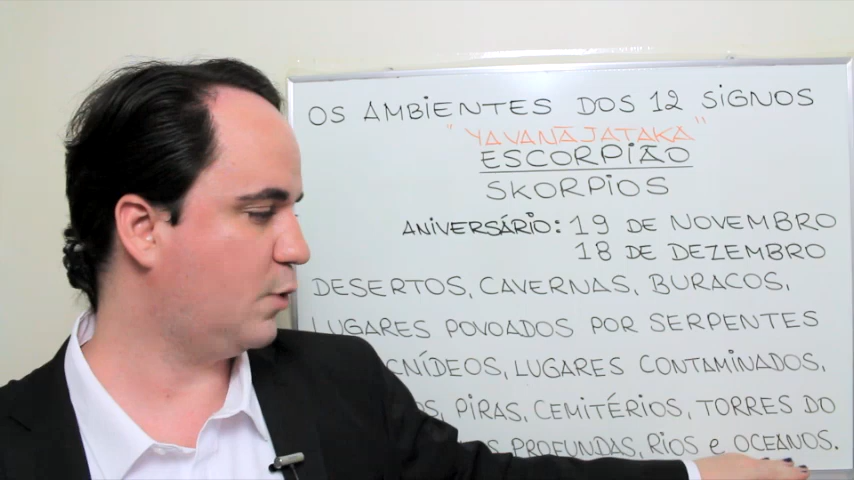 OS AMBIENTES DOS 12 SIGNOS
"YAVANAJATAKA"
ESCORPIÃO
SKORPIOS
ANIVERSÁRIO: 19 DE NOVEMBRO
18 DE DEZEMBRO
DESERTOS, CAVERNAS, BURACOS,
LUGARES POVOADOS POR SERPENTES
CNÍDEOS, LUGARES CONTAMINADOS,
PIRAS, CEMITÉRIOS, TORRES DO
PROFUNDAS, RIOS e OCEANOS.